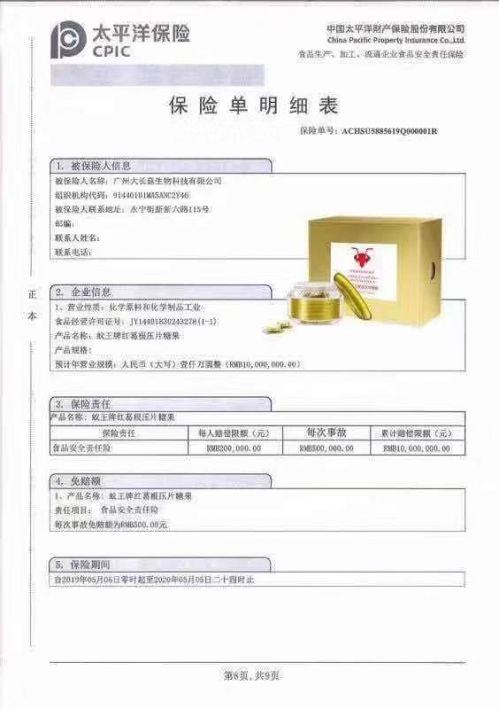 太平洋保险
CPIC
中国太平洋财产保险股份有限公司
China Pacific Property Insurance Co.,Ltd.
食品生产、加工、流通企业食品安全责任保险
保险单明细表
保险单号：ACHSU5885619Q000001R
1. 被保险人信息
被保险人名称：广州大长嘉生物科技有限公司
组织机构代码：91440101MA5ANC2Y46
被保险人联系地址：永宁街新新六路115号
邮编：
联系人姓名：
联系电话：
正
本
2. 企业信息
1、营业性质：化学原料和化学制品工业
食品经营许可证号：JY14401830243278(1-1)
产品名称：蚁王牌红葛根压片糖果
产品规格：
预计年营业规模：人民币（大写）壹仟万圆整（RMB10,000,000.00）
3. 保险责任
产品名称：蚁王牌红葛根压片糖果
保险责任 每人赔偿限额（元） 每次事故 累计赔偿限额（元）
食品安全责任险 RMB200,000.00 RMB500,000.00 RMB10,000,000.00
4. 免赔额
1、产品名称：蚁王牌红葛根压片糖果
责任项目：食品安全责任险
每次事故免赔额为RMB500.00元
5. 保险期间
自2019年05月06日零时起至2020年05月05日二十四时止
第8页，共9页